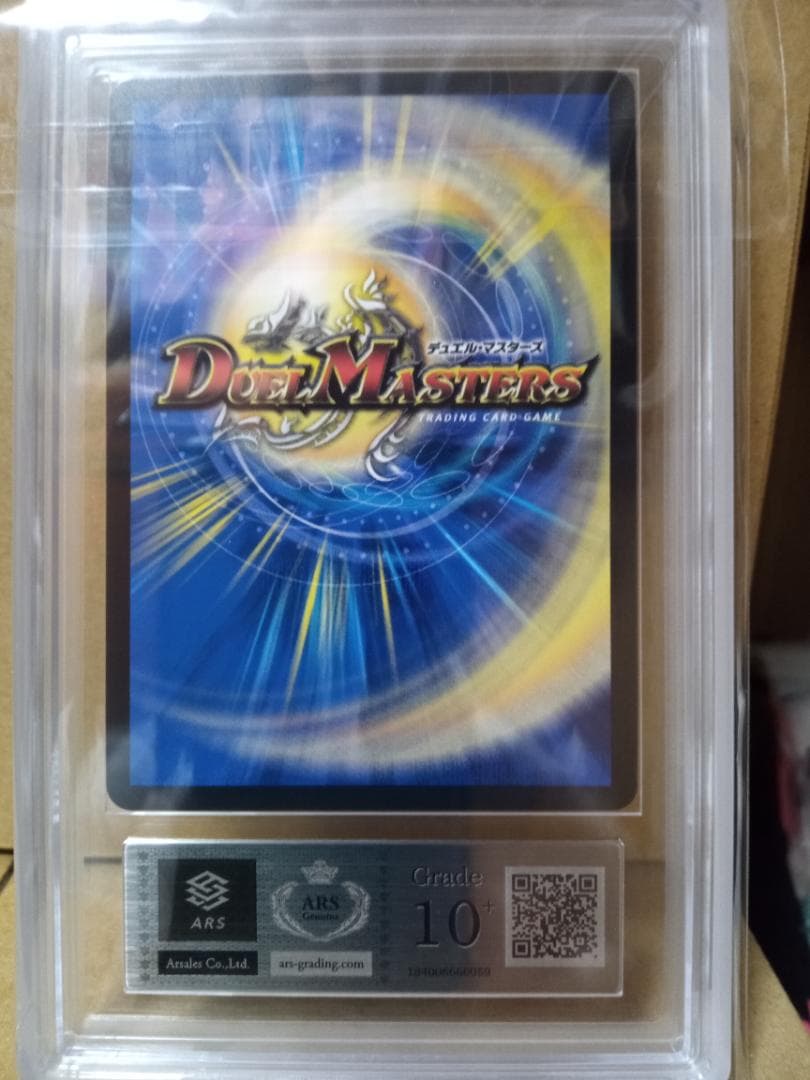 デュエル・マスターズ
DUEL MASTERS
TRADING CARD GAME
ARS
Arsales Co.,Ltd.
ARS
Genuine
ars-grading.com
Grade
10+